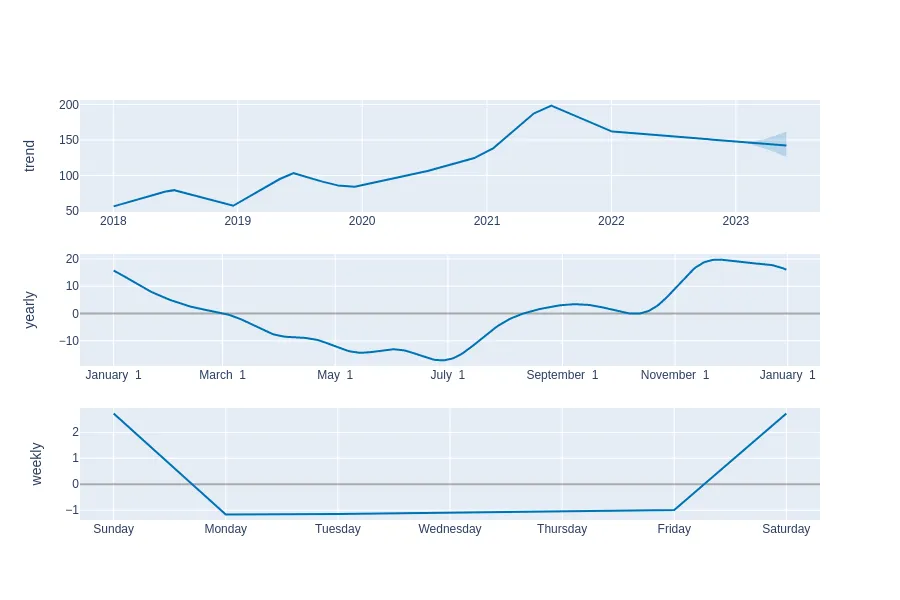 trend
200
150
100
50
2018 2019 2020 2021 2022 2023
yearly
20
10
0
−10
January 1 March 1 May 1 July 1 September 1 November 1 January 1
weekly
2
1
0
−1
Sunday Monday Tuesday Wednesday Thursday Friday Saturday